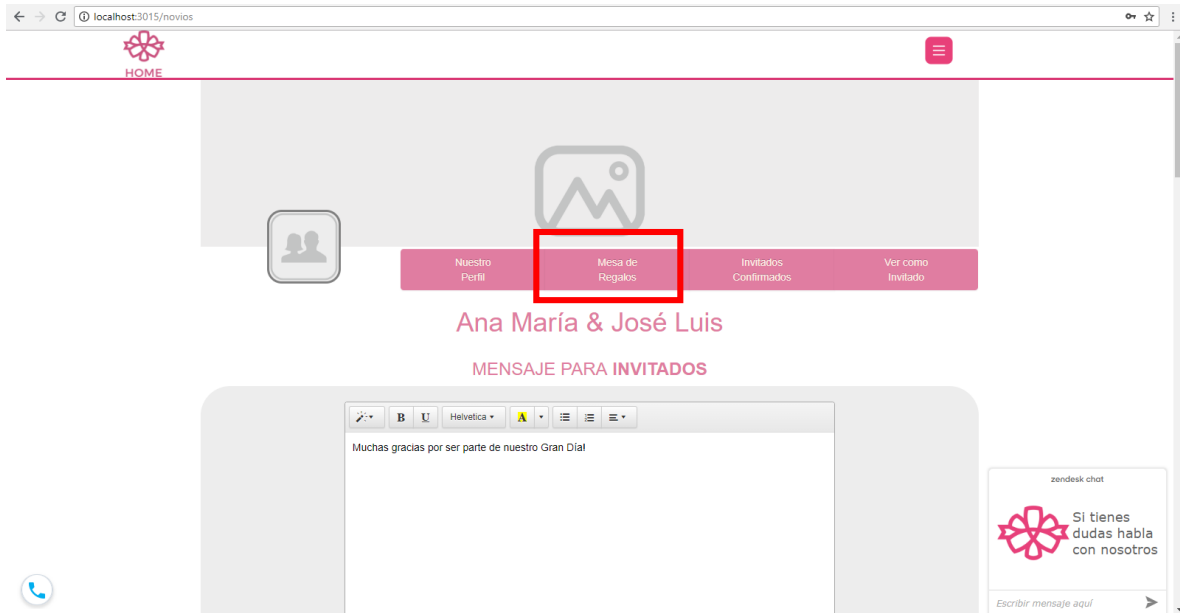 localhost:3015/novios
HOME
Nuestro
Perfil
Mesa de
Regalos
Invitados
Confirmados
Ver como
Invitado
Ana María & José Luis
MENSAJE PARA INVITADOS
B U Helvetica A
Muchas gracias por ser parte de nuestro Gran Día!
zendesk chat
Si tienes
dudas habla
con nosotros
Escribir mensaje aquí